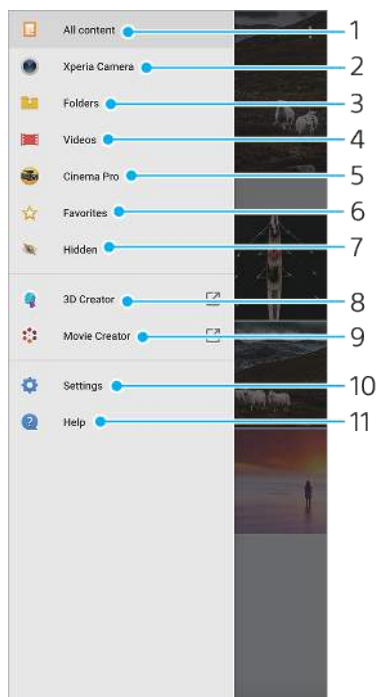 All content 1
Xperia Camera 2
Folders 3
Videos 4
Cinema Pro 5
Favorites 6
Hidden 7
3D Creator 8
Movie Creator 9
Settings 10
? Help 11